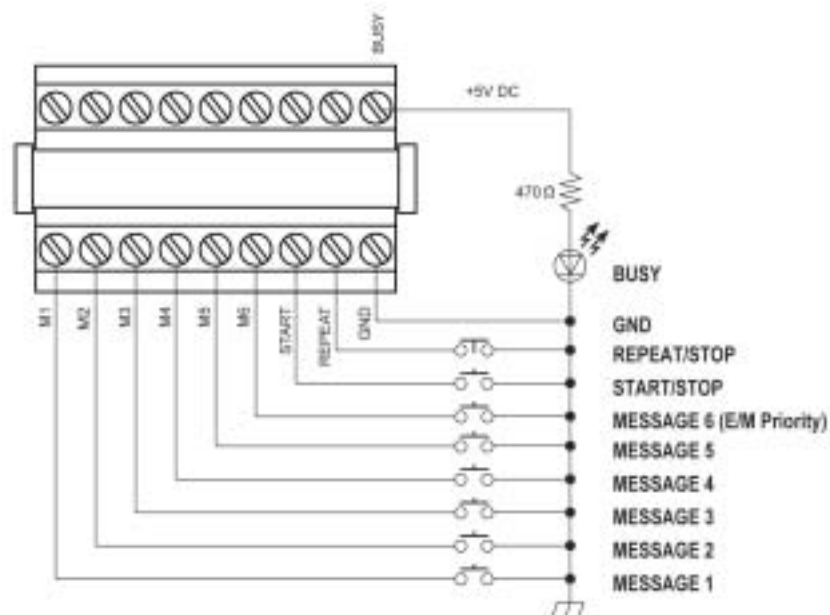 BUSY
+5V DC
470Ω
BUSY
M1
M2
M3
M4
M5
M6
START
REPEAT
GND
GND
REPEAT/STOP
START/STOP
MESSAGE 6 (E/M Priority)
MESSAGE 5
MESSAGE 4
MESSAGE 3
MESSAGE 2
MESSAGE 1